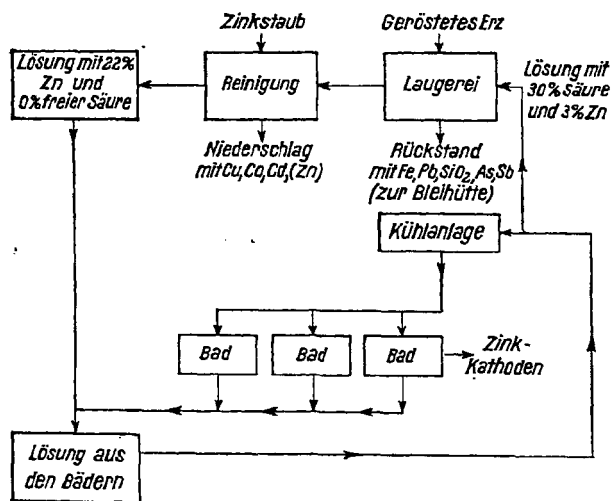 Zinkstaub
Geröstetes Erz
Lösung mit 22%
Zn und
0% freier Säure
Reinigung
Laugerei
Lösung mit
30% Säure
und 3% Zn
Niederschlag
mit Cu, Co, Cd, (Zn)
Rückstand
mit Fe, Pb, SiO₂, As, Sb
(zur Bleihütte)
Kühlanlage
Bad
Bad
Bad
Zink-
Kathoden
Lösung aus
den Bädern